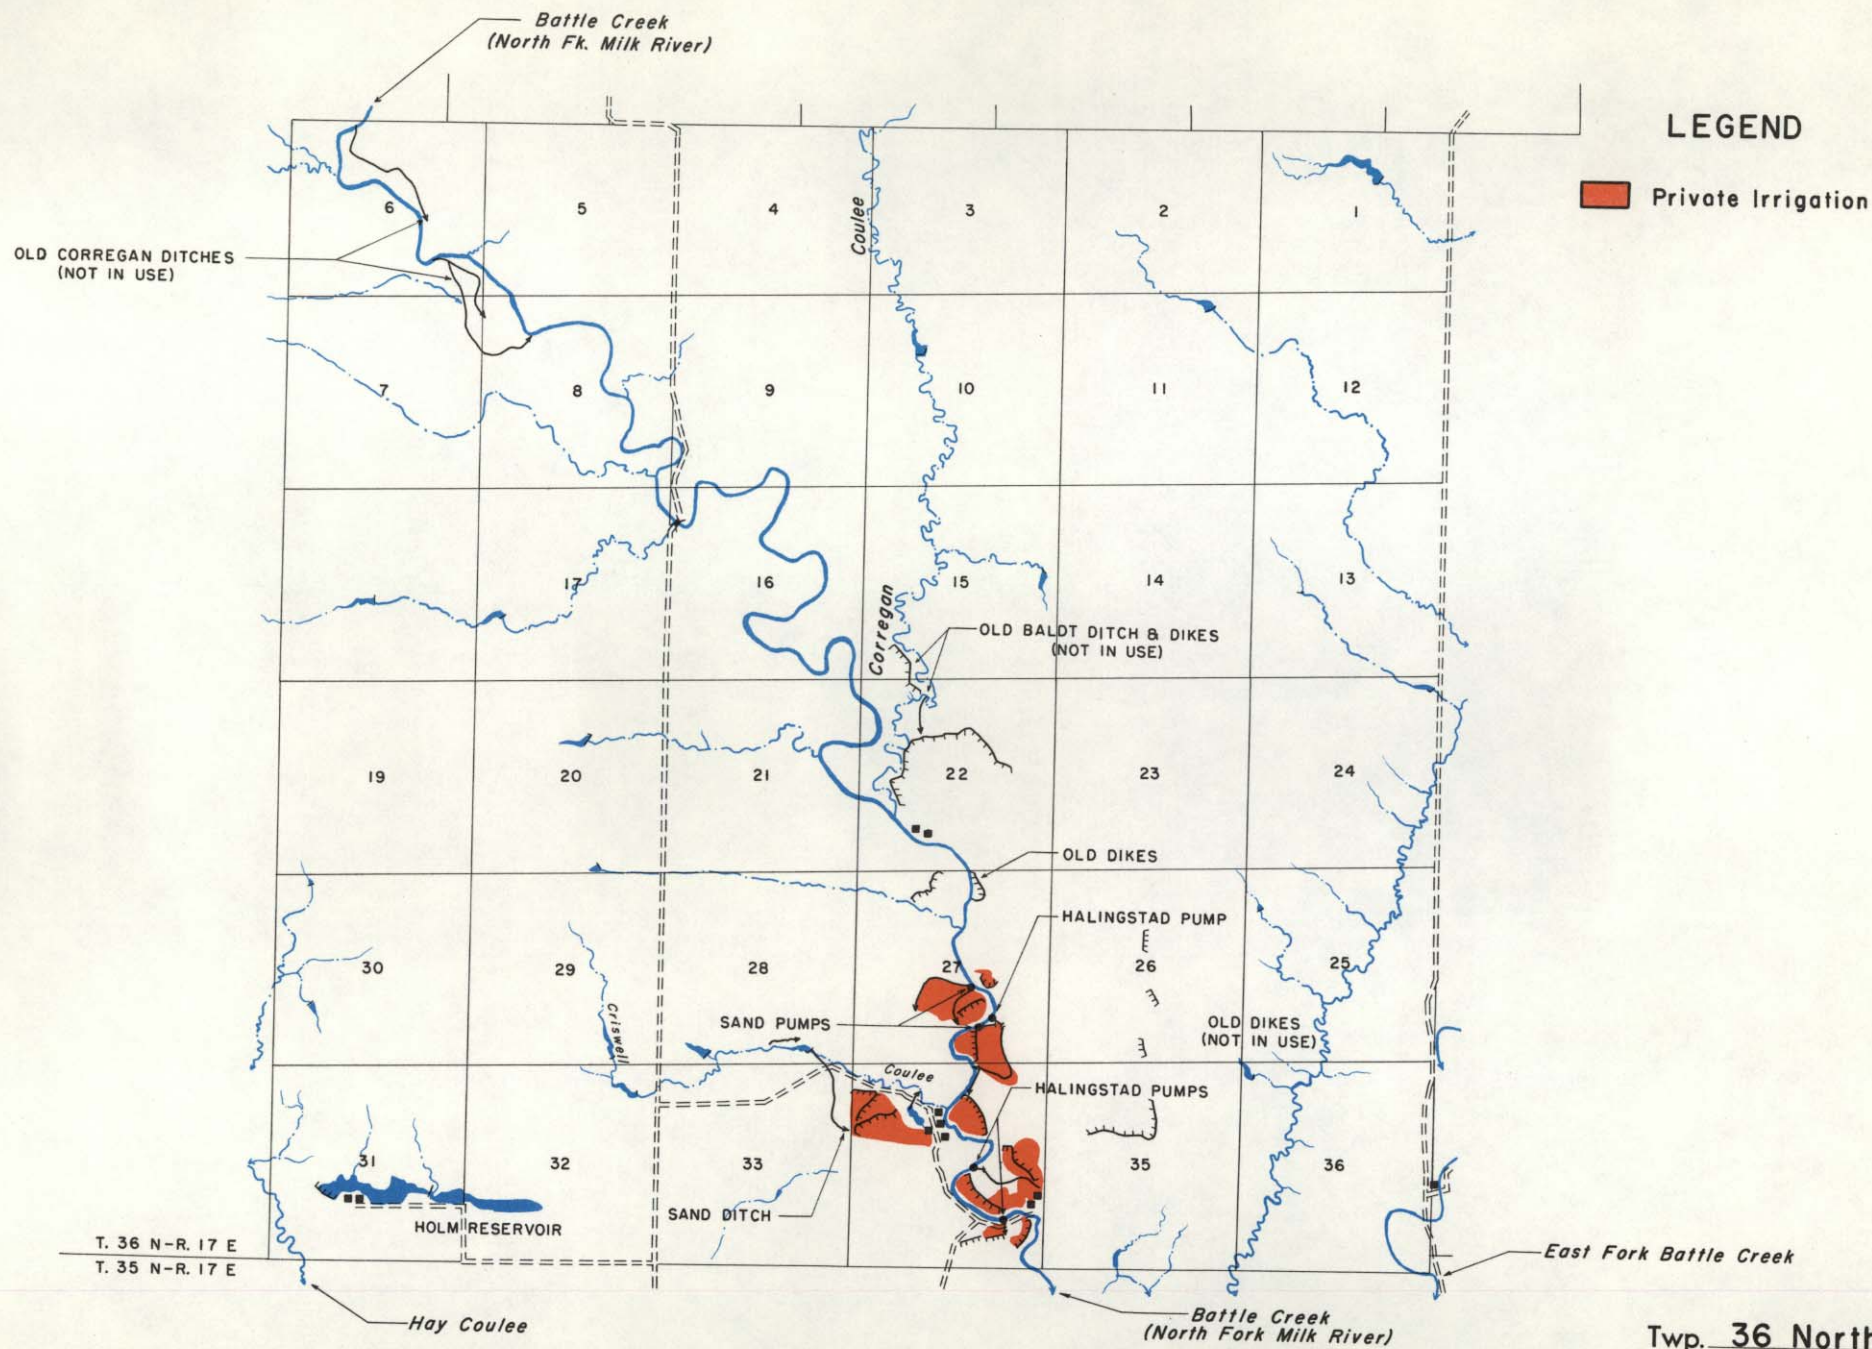 Battle Creek
(North Fk. Milk River)
LEGEND
Private Irrigation
6
5
4
3
2
1
Coulee
OLD CORREGAN DITCHES
(NOT IN USE)
7
8
9
10
11
12
17
16
15
14
13
Corregan
OLD BALDT DITCH & DIKES
(NOT IN USE)
19
20
21
22
23
24
OLD DIKES
HALINGSTAD PUMP
30
29
28
27
26
25
Criswell
SAND PUMPS
OLD DIKES
(NOT IN USE)
Coulee
HALINGSTAD PUMPS
31
32
33
35
36
SAND DITCH
HOLM RESERVOIR
T. 36 N-R. 17 E
T. 35 N-R. 17 E
East Fork Battle Creek
Hay Coulee
Battle Creek
(North Fork Milk River)
Twp. 36 North